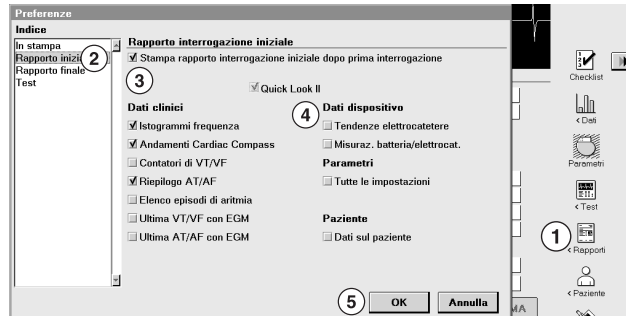 Preferenze
Indice
In stampa
Rapporto inizi
Rapporto finale
Test
2
Rapporto interrogazione iniziale
Stampa rapporto interrogazione iniziale dopo prima interrogazione
3
Quick Look II
Dati clinici
Istogrammi frequenza
Andamenti Cardiac Compass
Contatori di VT/VF
Riepilogo AT/AF
Elenco episodi di aritmia
Ultima VT/VF con EGM
Ultima AT/AF con EGM
4
Dati dispositivo
Tendenze elettrocatetere
Misuraz. batteria/elettrocat.
Parametri
Tutte le impostazioni
Paziente
Dati sul paziente
5
OK
Annulla
Checklist
< Dati
Parametri
< Test
1
< Rapporti
< Paziente
MA